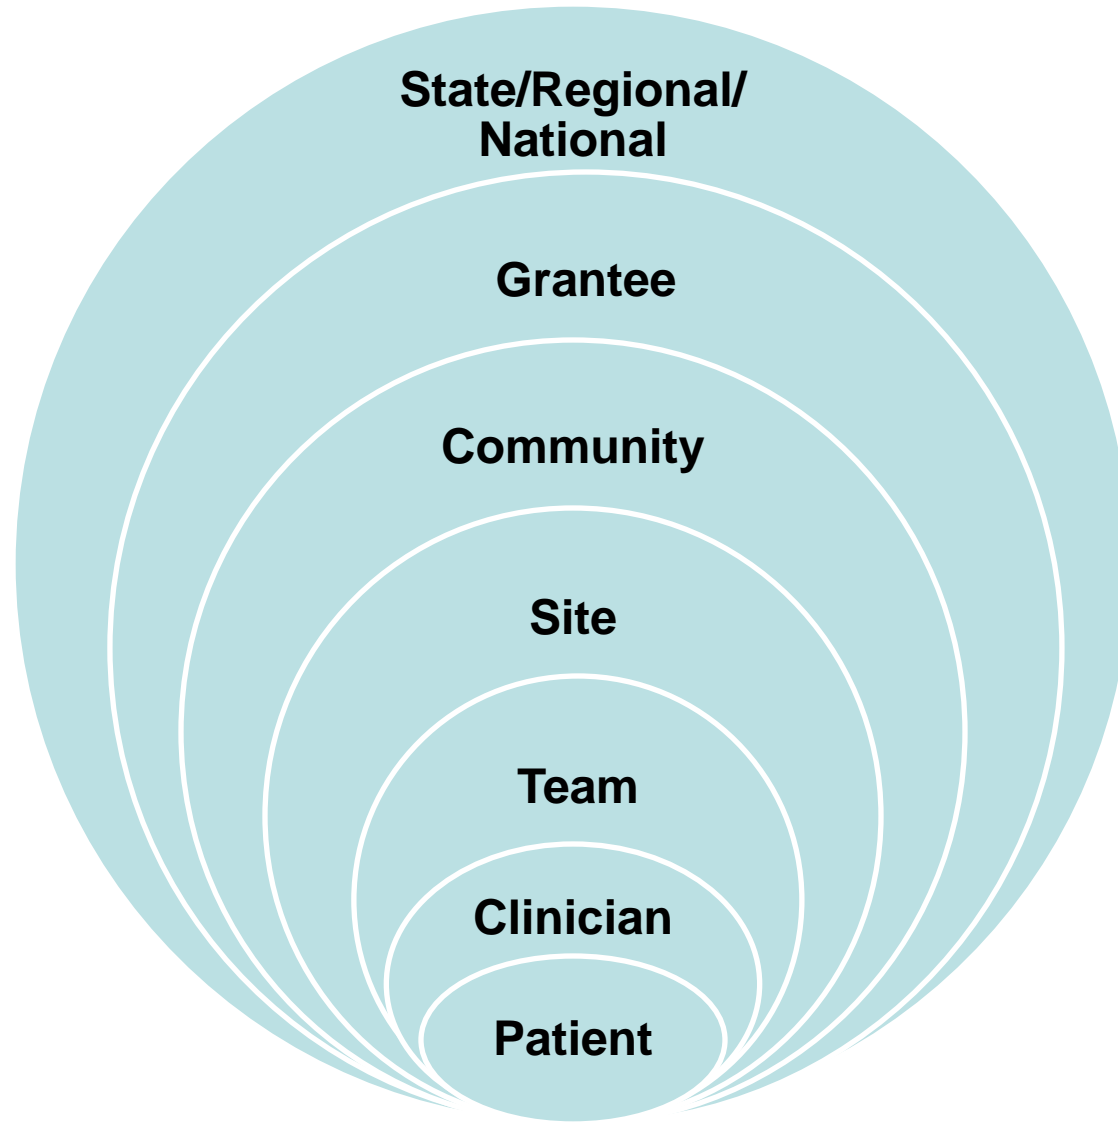 State/Regional/
National
Grantee
Community
Site
Team
Clinician
Patient